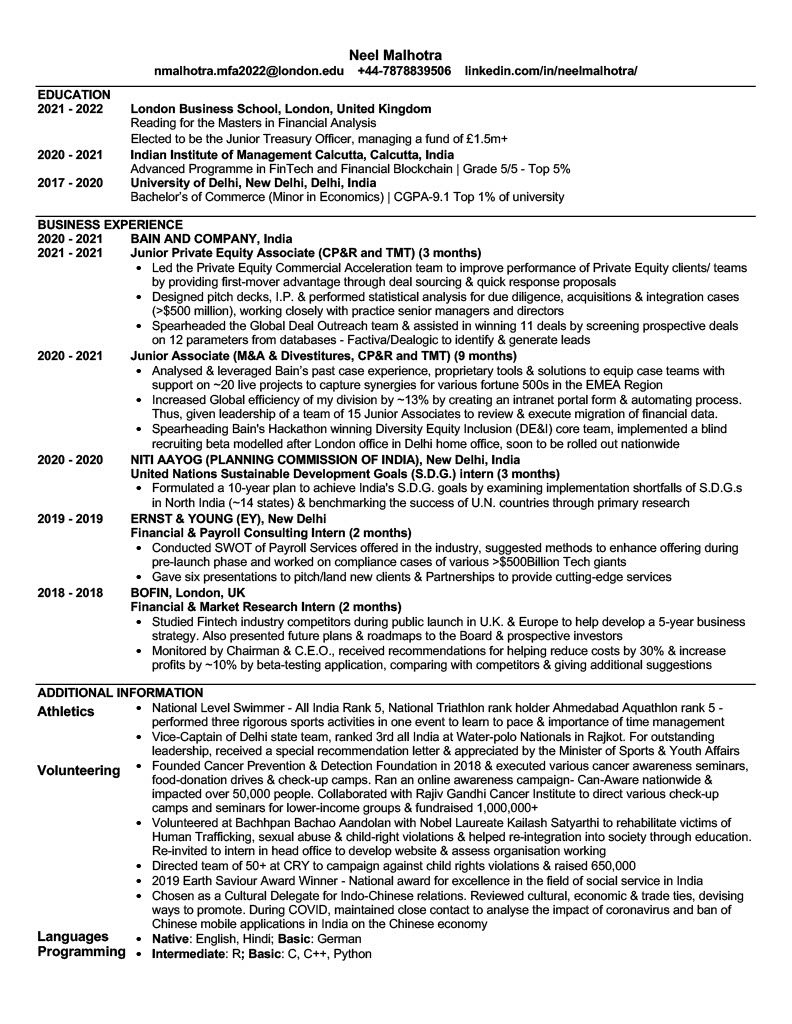 Neel Malhotra
nmalhotra.mfa2022@london.edu +44-7878839506 linkedin.com/in/neelmalhotra/
EDUCATION
2021 - 2022 London Business School, London, United Kingdom
Reading for the Masters in Financial Analysis
Elected to be the Junior Treasury Officer, managing a fund of £1.5m+
2020 - 2021 Indian Institute of Management Calcutta, Calcutta, India
Advanced Programme in FinTech and Financial Blockchain | Grade 5/5 - Top 5%
2017 - 2020 University of Delhi, New Delhi, Delhi, India
Bachelor's of Commerce (Minor in Economics) | CGPA-9.1 Top 1% of university
BUSINESS EXPERIENCE
2020 - 2021 BAIN AND COMPANY, India
2021 - 2021 Junior Private Equity Associate (CP&R and TMT) (3 months)
• Led the Private Equity Commercial Acceleration team to improve performance of Private Equity clients/ teams
by providing first-mover advantage through deal sourcing & quick response proposals
• Designed pitch decks, I.P. & performed statistical analysis for due diligence, acquisitions & integration cases
(>$500 million), working closely with practice senior managers and directors
• Spearheaded the Global Deal Outreach team & assisted in winning 11 deals by screening prospective deals
on 12 parameters from databases - Factiva/Dealogic to identify & generate leads
2020 - 2021 Junior Associate (M&A & Divestitures, CP&R and TMT) (9 months)
• Analysed & leveraged Bain's past case experience, proprietary tools & solutions to equip case teams with
support on ~20 live projects to capture synergies for various fortune 500s in the EMEA Region
• Increased Global efficiency of my division by ~13% by creating an intranet portal form & automating process.
Thus, given leadership of a team of 15 Junior Associates to review & execute migration of financial data.
• Spearheading Bain's Hackathon winning Diversity Equity Inclusion (DE&I) core team, implemented a blind
recruiting beta modelled after London office in Delhi home office, soon to be rolled out nationwide
2020 - 2020 NITI AAYOG (PLANNING COMMISSION OF INDIA), New Delhi, India
United Nations Sustainable Development Goals (S.D.G.) intern (3 months)
• Formulated a 10-year plan to achieve India's S.D.G. goals by examining implementation shortfalls of S.D.G.s
in North India (~14 states) & benchmarking the success of U.N. countries through primary research
2019 - 2019 ERNST & YOUNG (EY), New Delhi
Financial & Payroll Consulting Intern (2 months)
• Conducted SWOT of Payroll Services offered in the industry, suggested methods to enhance offering during
pre-launch phase and worked on compliance cases of various >$500Billion Tech giants
• Gave six presentations to pitch/land new clients & Partnerships to provide cutting-edge services
2018 - 2018 BOFIN, London, UK
Financial & Market Research Intern (2 months)
• Studied Fintech industry competitors during public launch in U.K. & Europe to help develop a 5-year business
strategy. Also presented future plans & roadmaps to the Board & prospective investors
• Monitored by Chairman & C.E.O., received recommendations for helping reduce costs by 30% & increase
profits by ~10% by beta-testing application, comparing with competitors & giving additional suggestions
ADDITIONAL INFORMATION
Athletics • National Level Swimmer - All India Rank 5, National Triathlon rank holder Ahmedabad Aquathlon rank 5 -
performed three rigorous sports activities in one event to learn to pace & importance of time management
• Vice-Captain of Delhi state team, ranked 3rd all India at Water-polo Nationals in Rajkot. For outstanding
leadership, received a special recommendation letter & appreciated by the Minister of Sports & Youth Affairs
Volunteering • Founded Cancer Prevention & Detection Foundation in 2018 & executed various cancer awareness seminars,
food-donation drives & check-up camps. Ran an online awareness campaign- Can-Aware nationwide &
impacted over 50,000 people. Collaborated with Rajiv Gandhi Cancer Institute to direct various check-up
camps and seminars for lower-income groups & fundraised 1,000,000+
• Volunteered at Bachhpan Bachao Aandolan with Nobel Laureate Kailash Satyarthi to rehabilitate victims of
Human Trafficking, sexual abuse & child-right violations & helped re-integration into society through education.
Re-invited to intern in head office to develop website & assess organisation working
• Directed team of 50+ at CRY to campaign against child rights violations & raised 650,000
• 2019 Earth Saviour Award Winner - National award for excellence in the field of social service in India
• Chosen as a Cultural Delegate for Indo-Chinese relations. Reviewed cultural, economic & trade ties, devising
ways to promote. During COVID, maintained close contact to analyse the impact of coronavirus and ban of
Chinese mobile applications in India on the Chinese economy
Languages • Native: English, Hindi; Basic: German
Programming • Intermediate: R; Basic: C, C++, Python